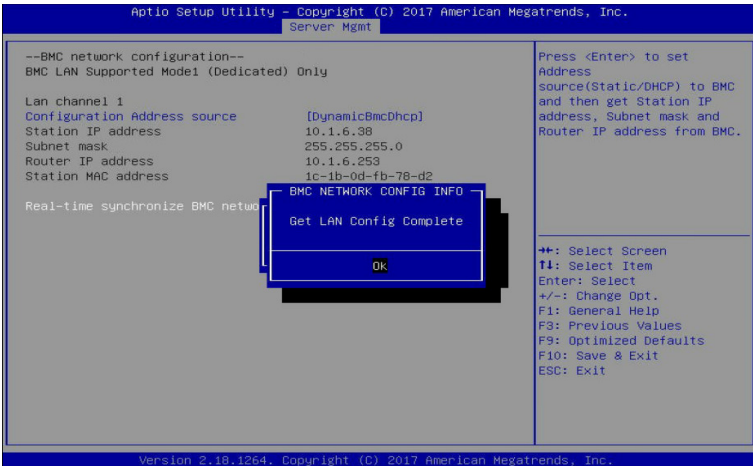 Aptio Setup Utility – Copyright (C) 2017 American Megatrends, Inc.
Server Mgmt
--BMC network configuration--
BMC LAN Supported Mode1 (Dedicated) Only
Lan channel 1
Configuration Address source [DynamicBmcDhcp]
Station IP address 10.1.6.38
Subnet mask 255.255.255.0
Router IP address 10.1.6.253
Station MAC address 1c-1b-0d-fb-78-d2
Real-time synchronize BMC netwo
BMC NETWORK CONFIG INFO
Get LAN Config Complete
Ok
Press <Enter> to set
Address
source(Static/DHCP) to BMC
and then get Station IP
address, Subnet mask and
Router IP address from BMC.
→←: Select Screen
↑↓: Select Item
Enter: Select
+/-: Change Opt.
F1: General Help
F3: Previous Values
F9: Optimized Defaults
F10: Save & Exit
ESC: Exit
Version 2.18.1264. Copyright (C) 2017 American Megatrends, Inc.